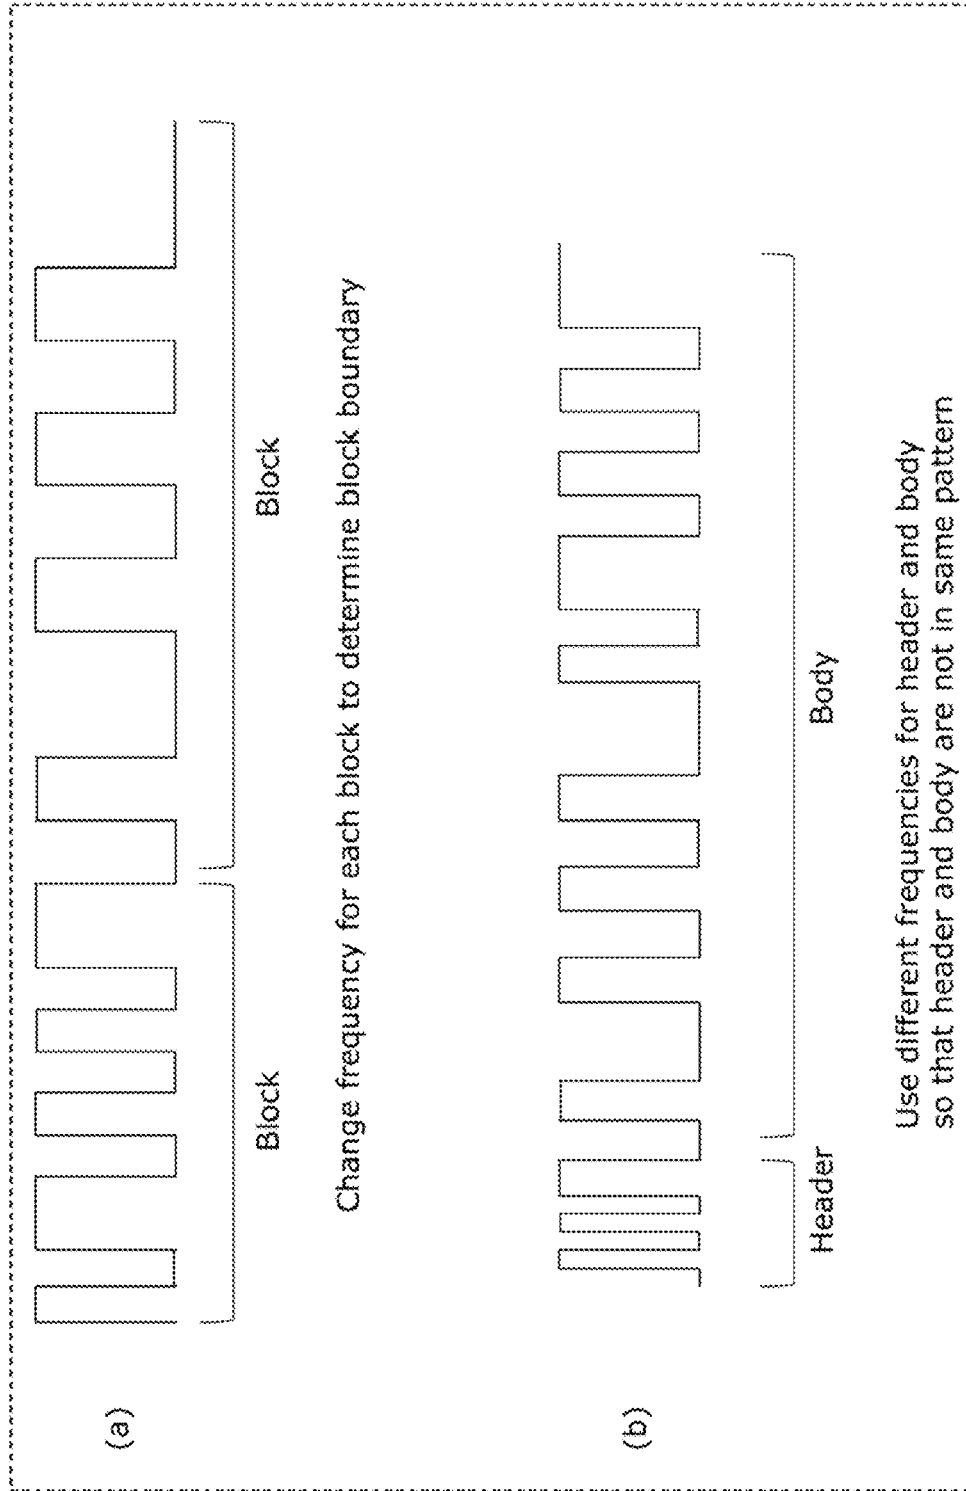 (a)
Block
Block
Change frequency for each block to determine block boundary
(b)
Header
Body
Use different frequencies for header and body
so that header and body are not in same pattern